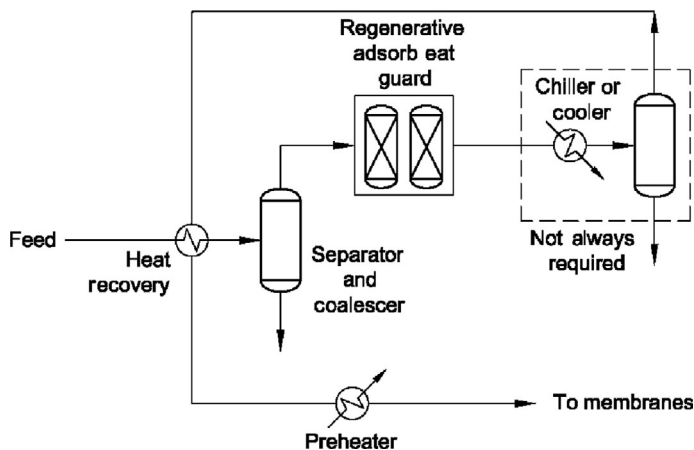 Regenerative
adsorb eat
guard
Chiller or
cooler
Feed
Heat
recovery
Separator
and
coalescer
Not always
required
To membranes
Preheater